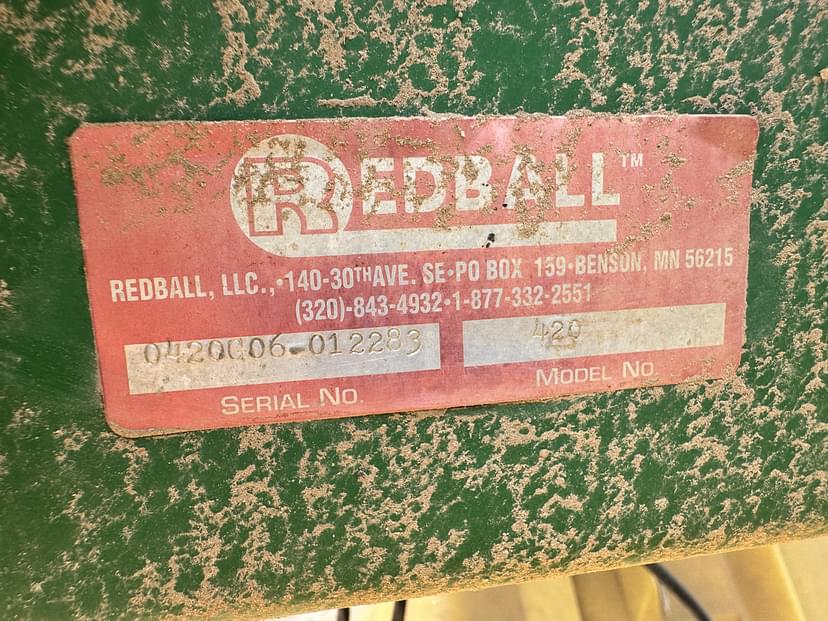 REDBALL™
REDBALL, LLC.,•140-30TH AVE. SE•PO BOX 159•BENSON, MN 56215
(320)-843-4932•1-877-332-2551
0420G06-012283 420
SERIAL NO. MODEL NO.